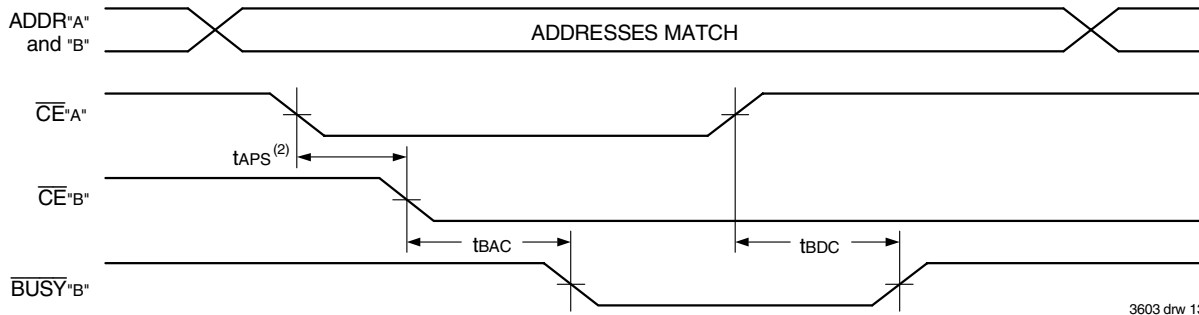 ADDR"A"
and "B"
ADDRESSES MATCH
CE"A"
tAPS(2)
CE"B"
tBAC
tBDC
BUSY"B"
3603 drw 13